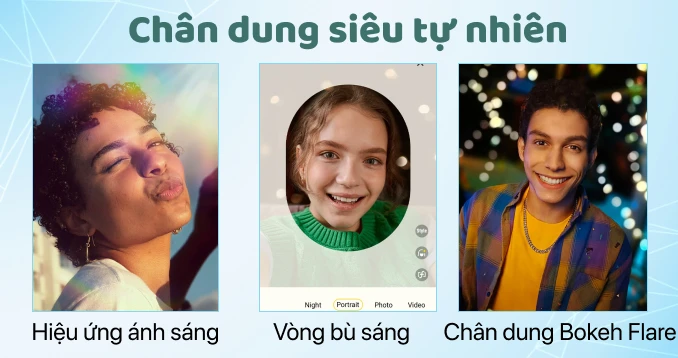 Chân dung siêu tự nhiên
Style
Night Portrait Photo Video
Hiệu ứng ánh sáng
Vòng bù sáng
Chân dung Bokeh Flare